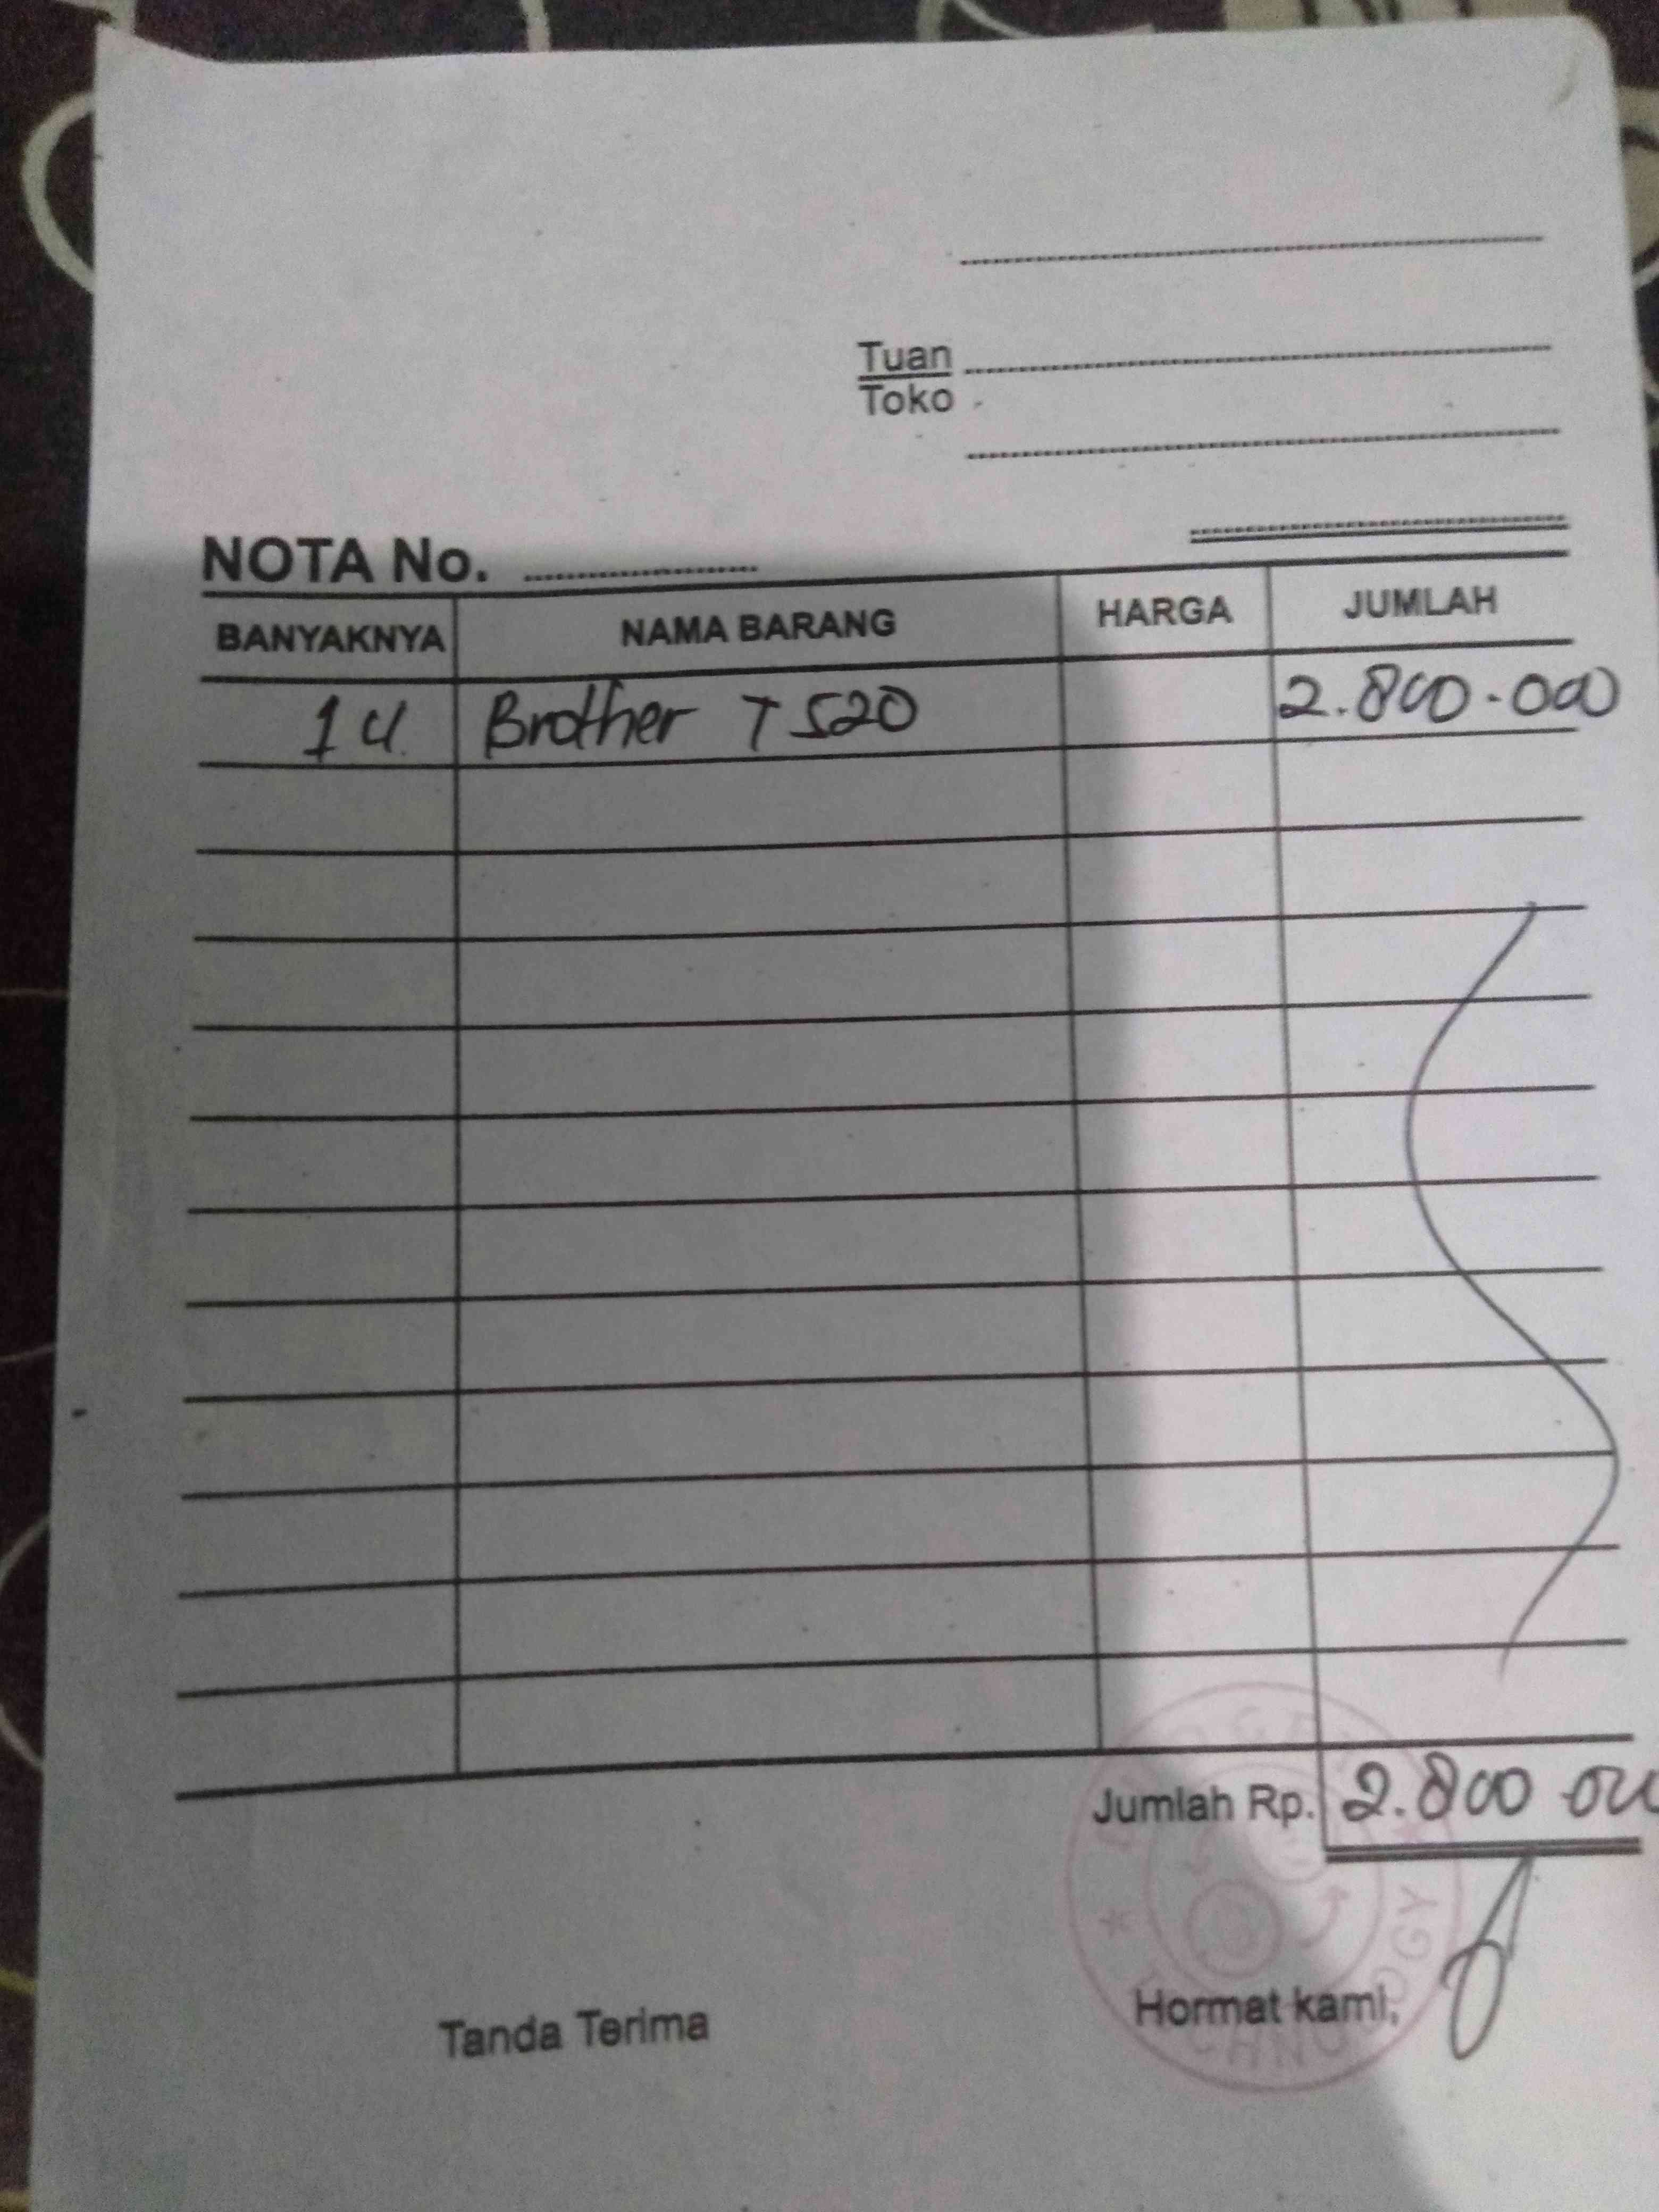 Tuan
Toko
NOTA No.
BANYAKNYA NAMA BARANG HARGA JUMLAH
1 U. Brother T 520 2.800.000
Jumlah Rp. 2.800 000
Tanda Terima Hormat kami,